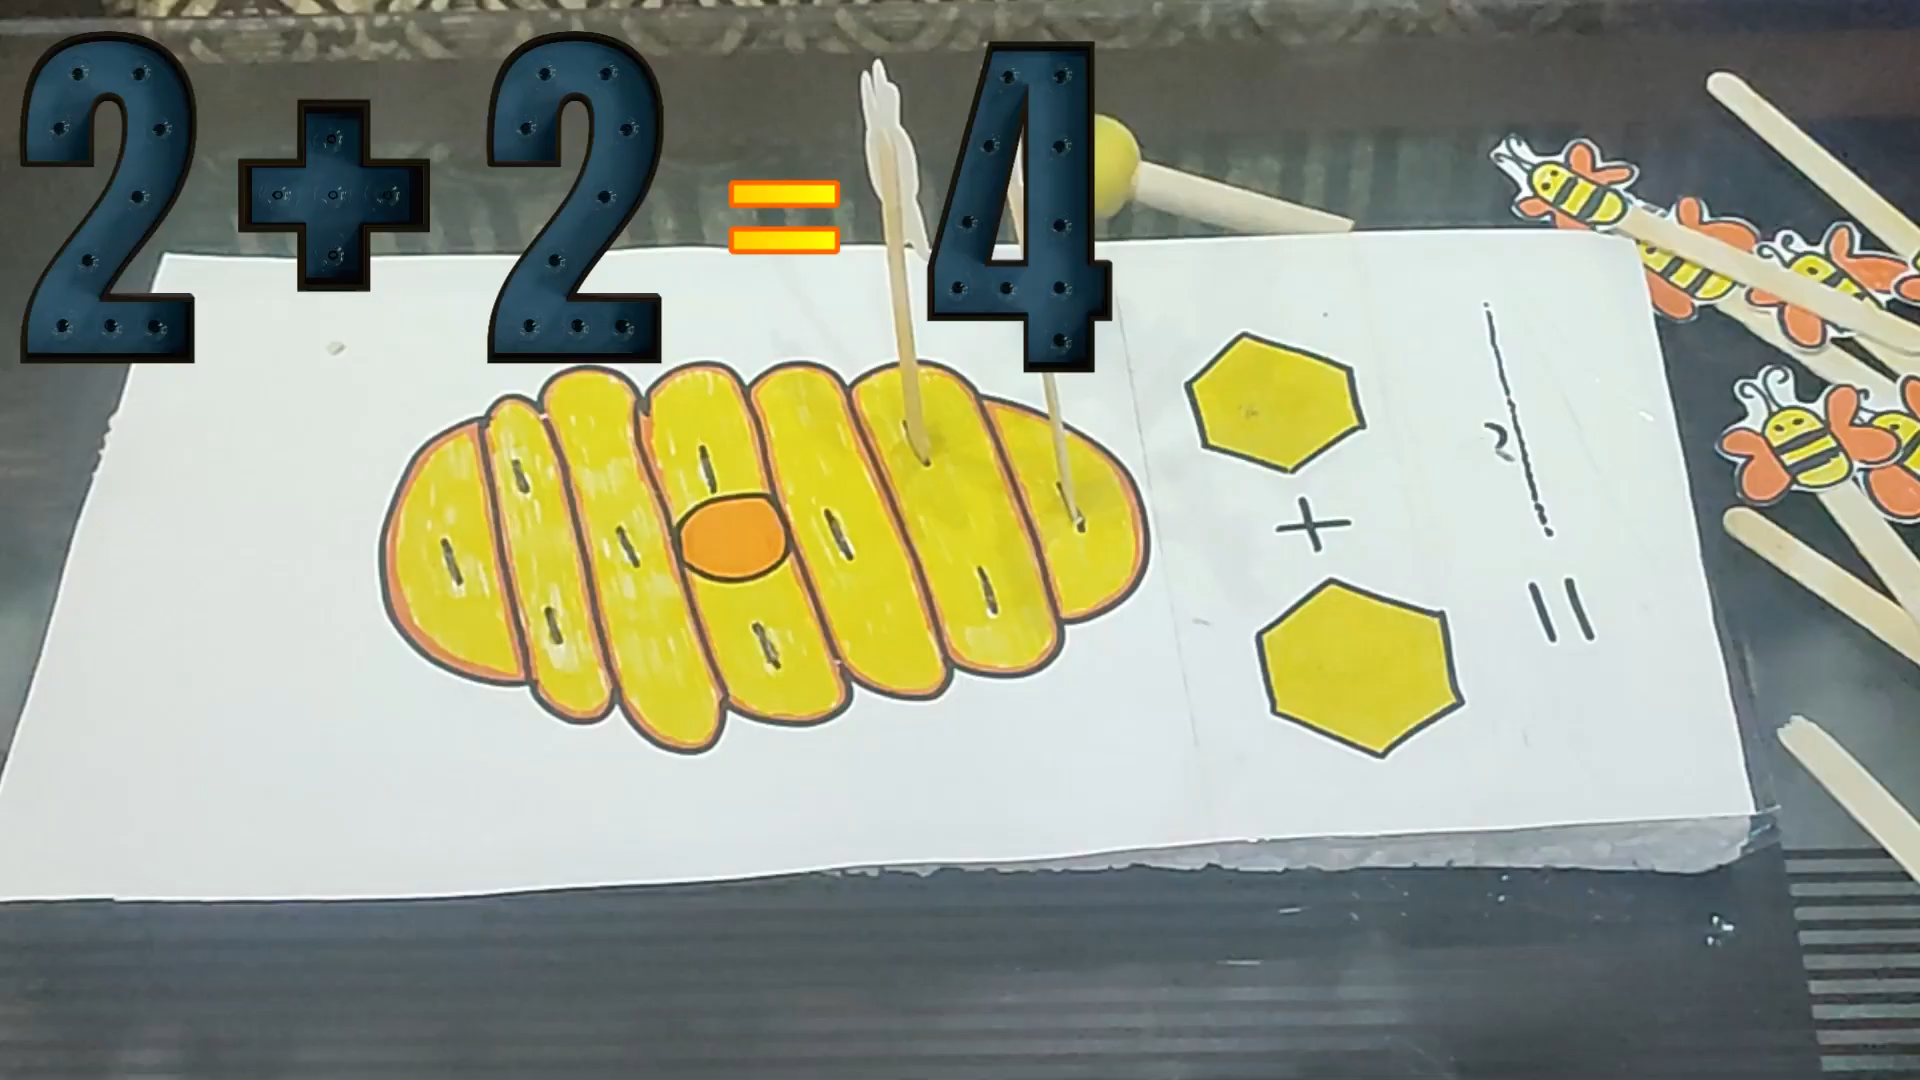 2+2=4
+
=